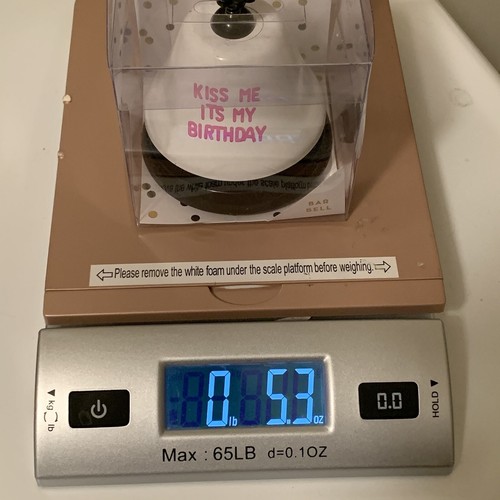 KISS ME
ITS MY
BIRTHDAY
BAR
BELL
Please remove the white foam under the scale platform before weighing.
0 lb 5.3 oz
kg lb
0.0
HOLD
Max : 65LB d=0.1OZ